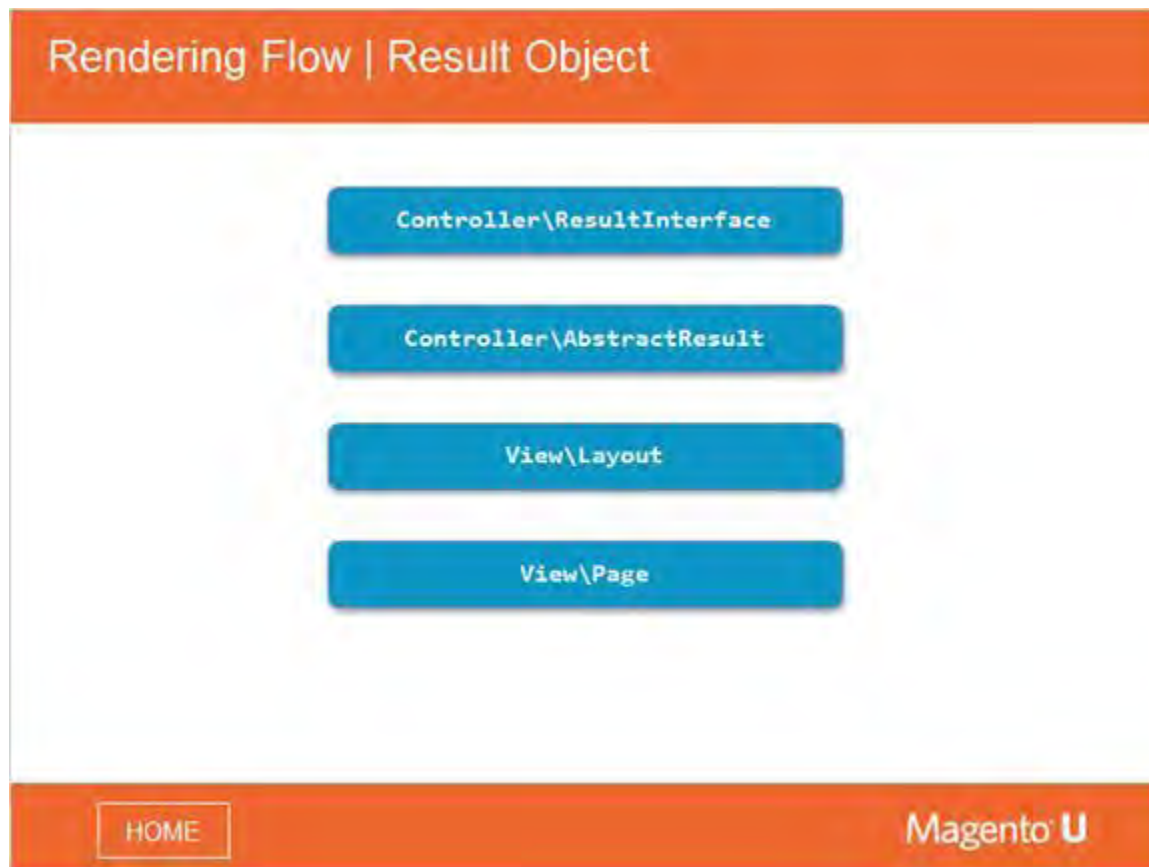 Rendering Flow | Result Object
Controller\ResultInterface
Controller\AbstractResult
View\Layout
View\Page
HOME
Magento U